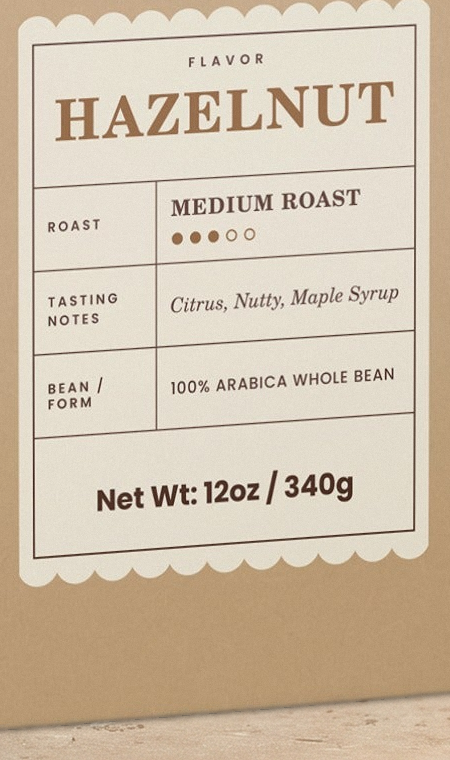 FLAVOR
HAZELNUT
ROAST
MEDIUM ROAST
TASTING
NOTES
Citrus, Nutty, Maple Syrup
BEAN /
FORM
100% ARABICA WHOLE BEAN
Net Wt: 12oz / 340g